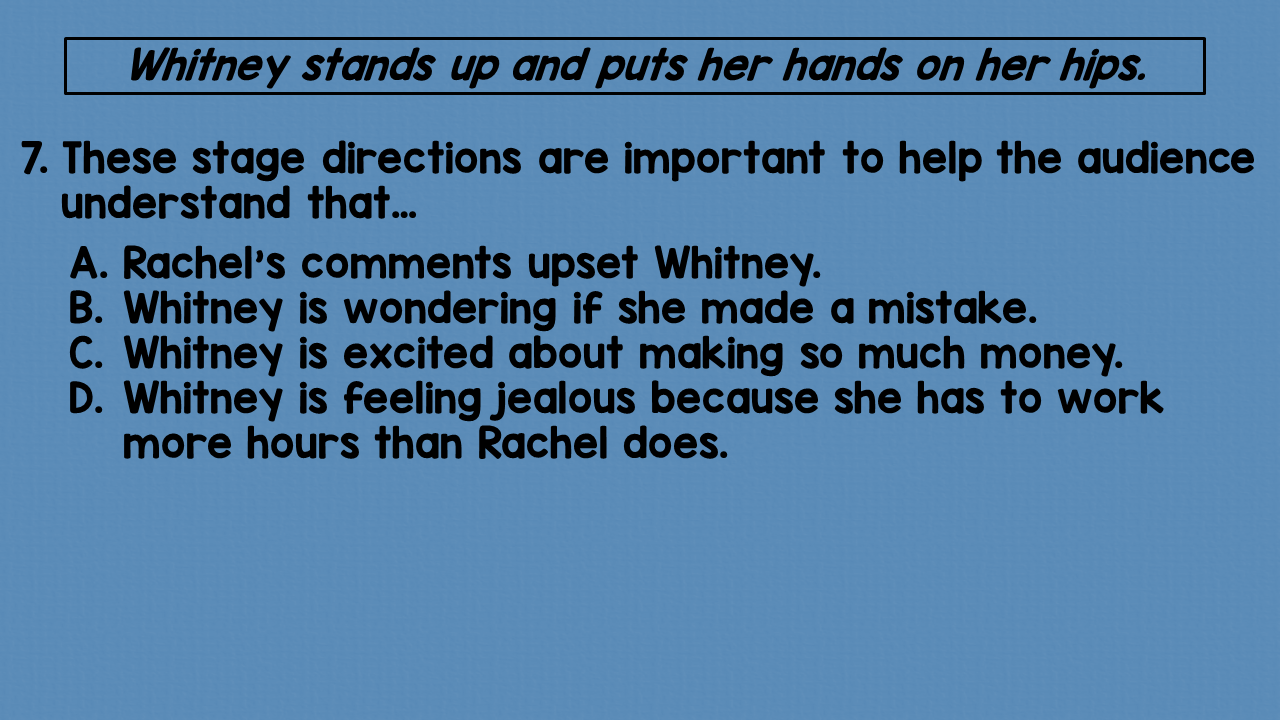 Whitney stands up and puts her hands on her hips.
7. These stage directions are important to help the audience
understand that...
A. Rachel's comments upset Whitney.
B. Whitney is wondering if she made a mistake.
C. Whitney is excited about making so much money.
D. Whitney is feeling jealous because she has to work
more hours than Rachel does.